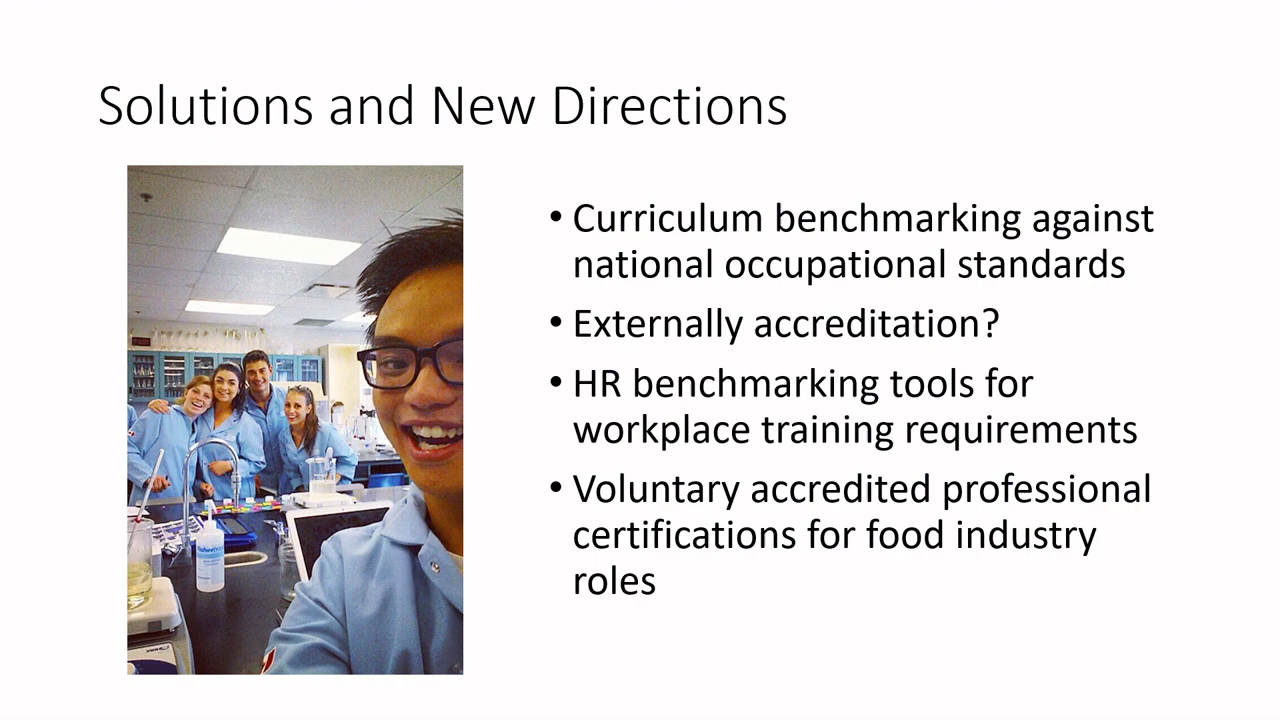 Solutions and New Directions
• Curriculum benchmarking against
national occupational standards
• Externally accreditation?
• HR benchmarking tools for
workplace training requirements
• Voluntary accredited professional
certifications for food industry
roles